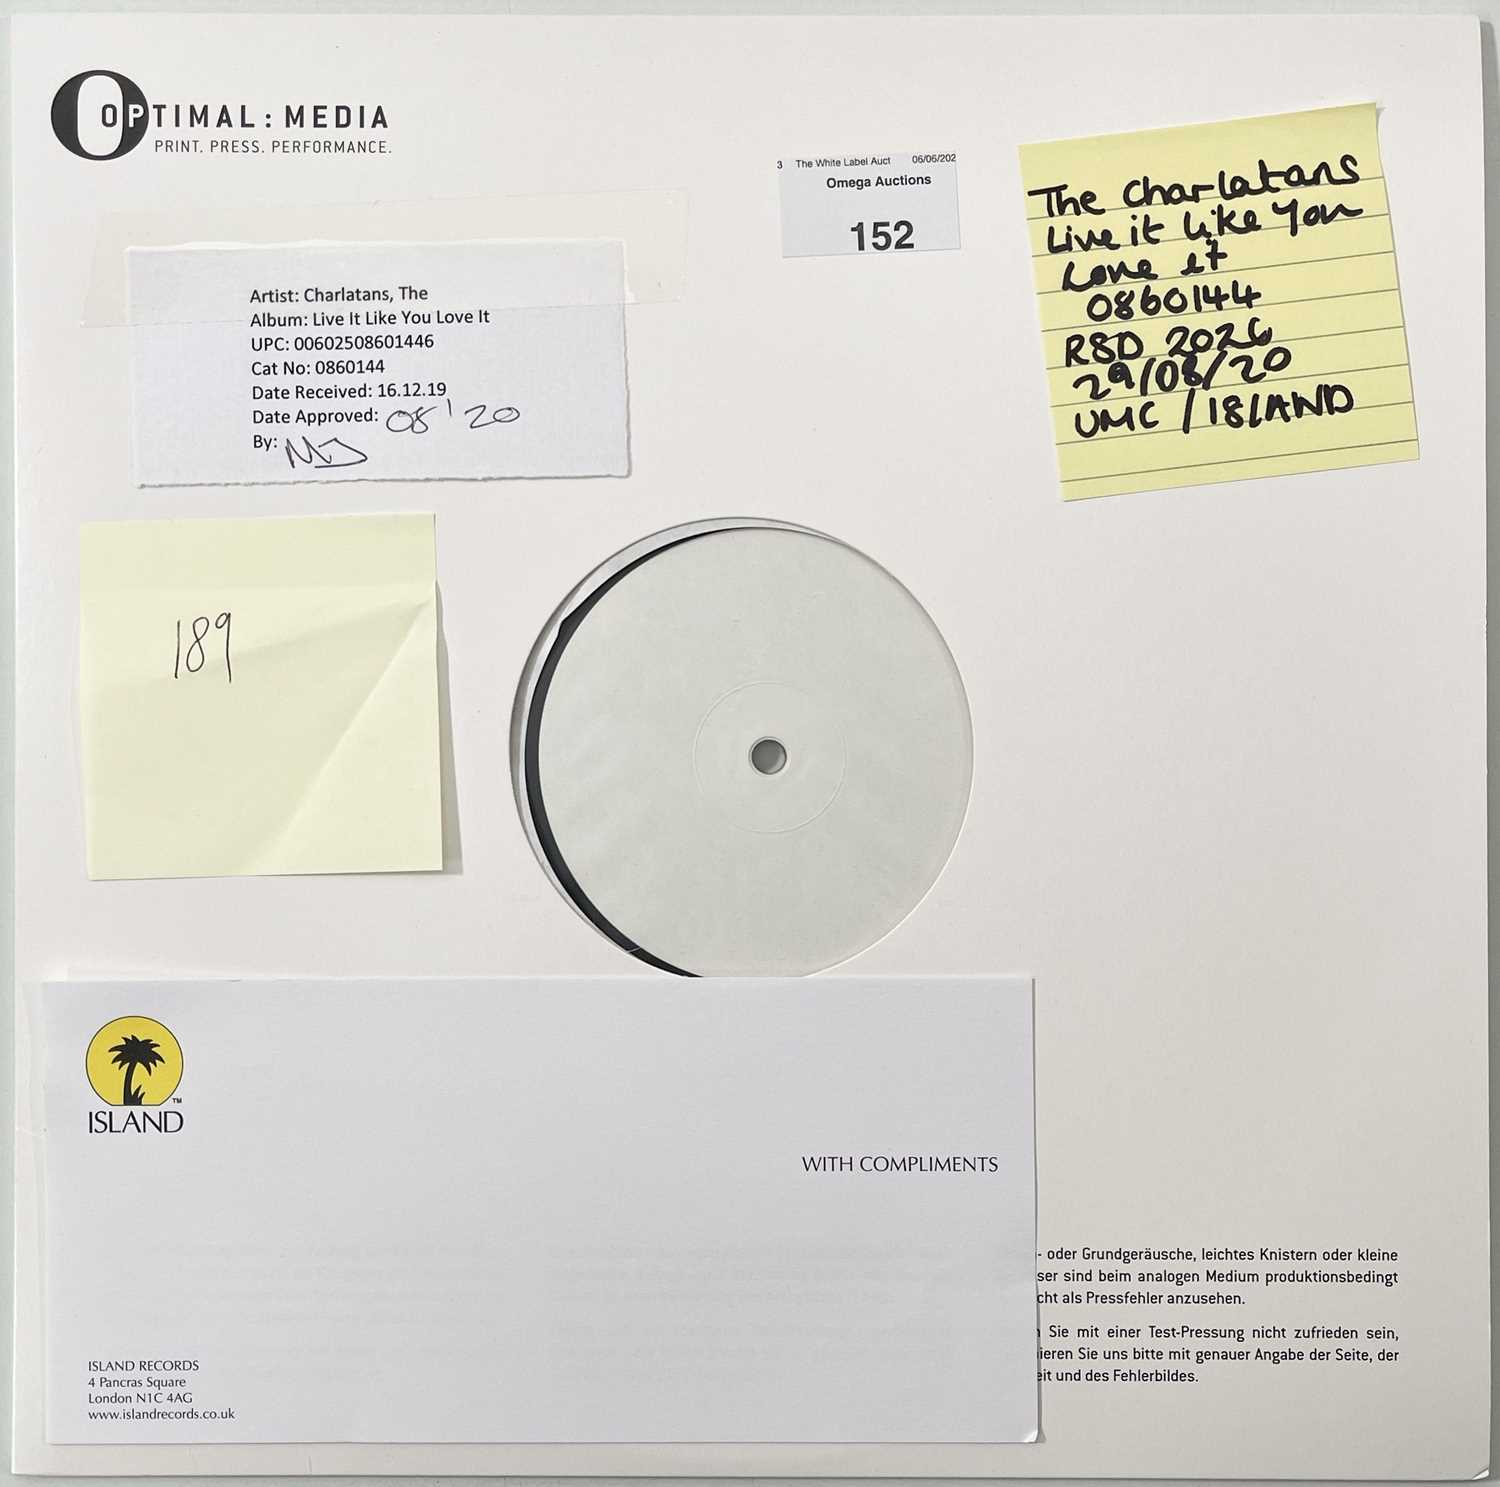 OPTIMAL : MEDIA
PRINT. PRESS. PERFORMANCE.
3 The White Label Auct 06/06/202
Omega Auctions
152
The Charlatans
Live it like You
Love it
0860144
RSD 2020
29/08/20
UMC / ISLAND
Artist: Charlatans, The
Album: Live It Like You Love It
UPC: 00602508601446
Cat No: 0860144
Date Received: 16.12.19
Date Approved: 08'20
By: MJ
189
ISLAND
TM
WITH COMPLIMENTS
ISLAND RECORDS
4 Pancras Square
London N1C 4AG
www.islandrecords.co.uk
- oder Grundgeräusche, leichtes Knistern oder kleine
ser sind beim analogen Medium produktionsbedingt
cht als Pressfehler anzusehen.
Sie mit einer Test-Pressung nicht zufrieden sein,
ieren Sie uns bitte mit genauer Angabe der Seite, der
eit und des Fehlerbildes.